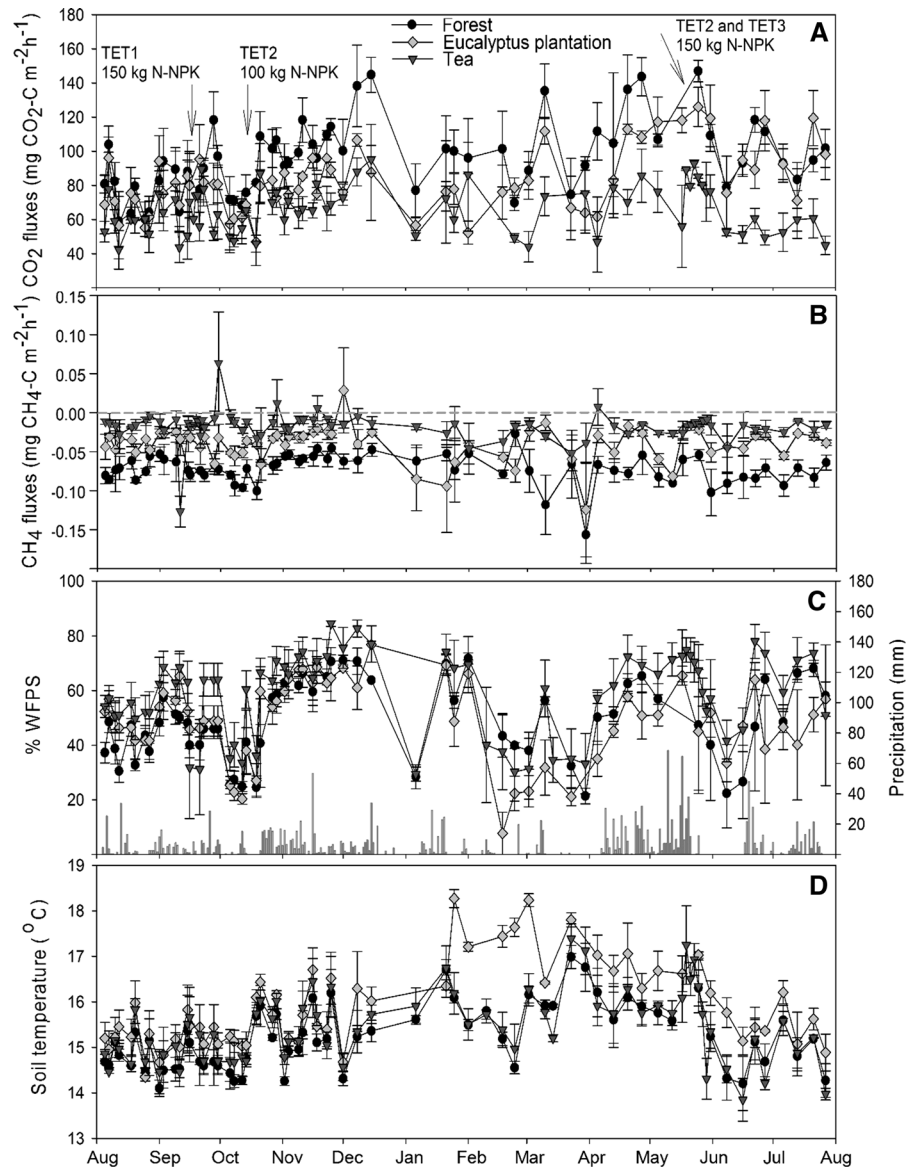 CO2 fluxes (mg CO2-C m-2h-1)
180
160
140
120
100
80
60
40
20
Forest
Eucalyptus plantation
Tea
TET1
150 kg N-NPK
TET2
100 kg N-NPK
TET2 and TET3
150 kg N-NPK
A
CH4 fluxes (mg CH4-C m-2h-1)
0.15
0.10
0.05
0.00
-0.05
-0.10
-0.15
B
% WFPS
100
80
60
40
20
C
180
160
140
120
100
80
60
40
20
Precipitation (mm)
Soil temperature (°C)
19
18
17
16
15
14
13
D
Aug Sep Oct Nov Dec Jan Feb Mar Apr May Jun Jul Aug